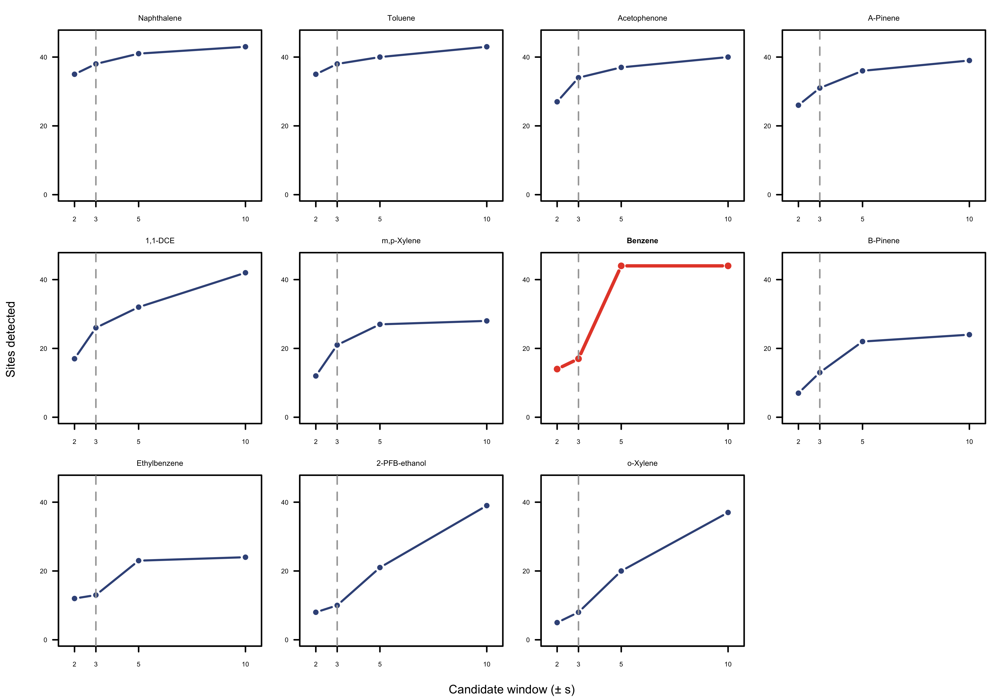 Naphthalene Toluene Acetophenone A-Pinene
40 40 40 40
20 20 20 20
0 0 0 0
2 3 5 10 2 3 5 10 2 3 5 10 2 3 5 10
1,1-DCE m,p-Xylene Benzene B-Pinene
40 40 40 40
20 20 20 20
0 0 0 0
2 3 5 10 2 3 5 10 2 3 5 10 2 3 5 10
Sites detected
Ethylbenzene 2-PFB-ethanol o-Xylene
40 40 40
20 20 20
0 0 0
2 3 5 10 2 3 5 10 2 3 5 10
Candidate window (± s)